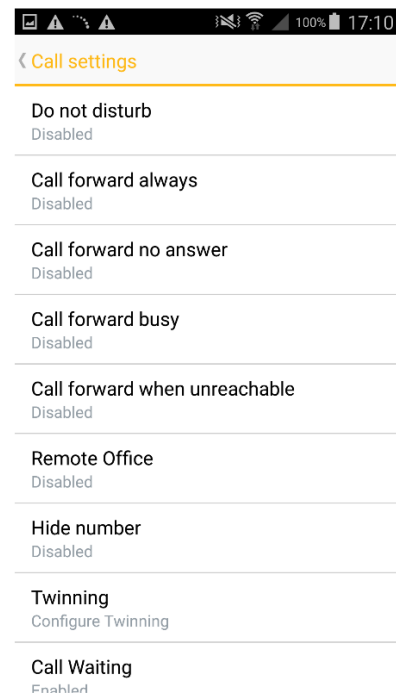 100% 17:10
Call settings
Do not disturb
Disabled
Call forward always
Disabled
Call forward no answer
Disabled
Call forward busy
Disabled
Call forward when unreachable
Disabled
Remote Office
Disabled
Hide number
Disabled
Twinning
Configure Twinning
Call Waiting
Enabled